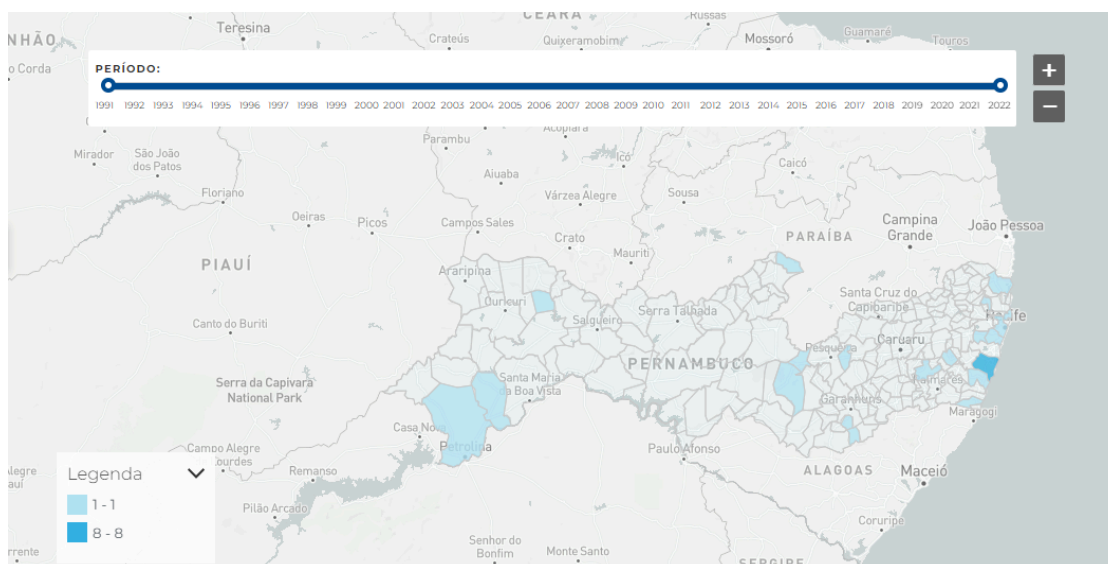 CEARÁ
Russas
Teresina
NHÃO
Crateús
Quixeramobim
Mossoró
Guamaré
Touros
o Corda
PERÍODO:
1991 1992 1993 1994 1995 1996 1997 1998 1999 2000 2001 2002 2003 2004 2005 2006 2007 2008 2009 2010 2011 2012 2013 2014 2015 2016 2017 2018 2019 2020 2021 2022
+
−
Acopiara
Parambu
Mirador
São João
dos Patos
Icó
Caicó
Aiuaba
Floriano
Várzea Alegre
Sousa
Oeiras
Picos
Campos Sales
Campina
Grande
João Pessoa
Crato
PARAÍBA
Mauriti
PIAUÍ
Araripina
Santa Cruz do
Capibaribe
Ouricuri
Serra Talhada
Salgueiro
Recife
Canto do Buriti
Caruaru
Pesqueira
PERNAMBUCO
Serra da Capivara
National Park
Santa Maria
da Boa Vista
Palmares
Garanhuns
Maragogi
Casa Nova
Petrolina
Campo Alegre
Lourdes
Paulo Afonso
Legenda
1 - 1
8 - 8
Remanso
ALAGOAS
Maceió
Pilão Arcado
Coruripe
Senhor do
Bonfim
Monte Santo
SERGIPE
rrente